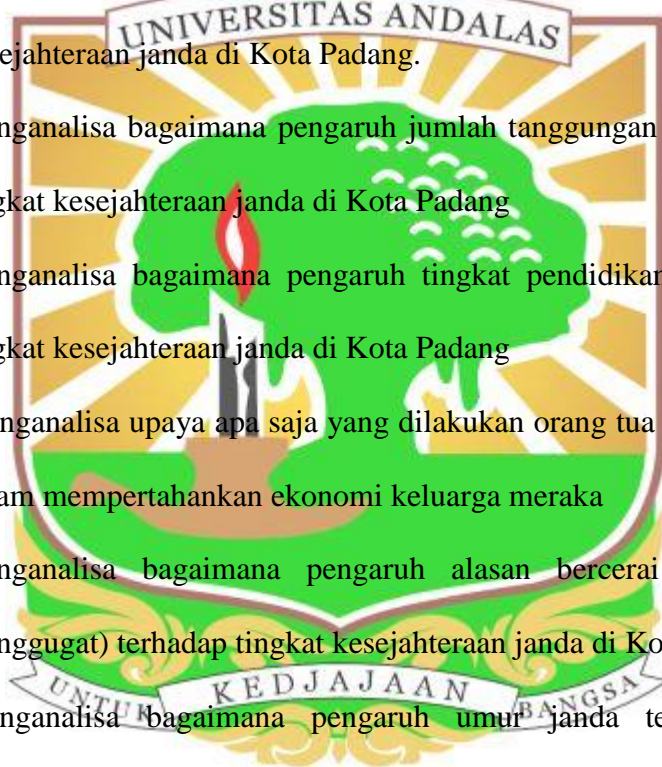 UNIVERSITAS ANDALAS
ejahteraan janda di Kota Padang.
nganalisa bagaimana pengaruh jumlah tanggungan
gkat kesejahteraan janda di Kota Padang
nganalisa bagaimana pengaruh tingkat pendidikan
gkat kesejahteraan janda di Kota Padang
nganalisa upaya apa saja yang dilakukan orang tua
am mempertahankan ekonomi keluarga meraka
nganalisa bagaimana pengaruh alasan bercerai
nggugat) terhadap tingkat kesejahteraan janda di Ko
UNTUK KEDJAJAAN BANGSA
nganalisa bagaimana pengaruh umur janda te